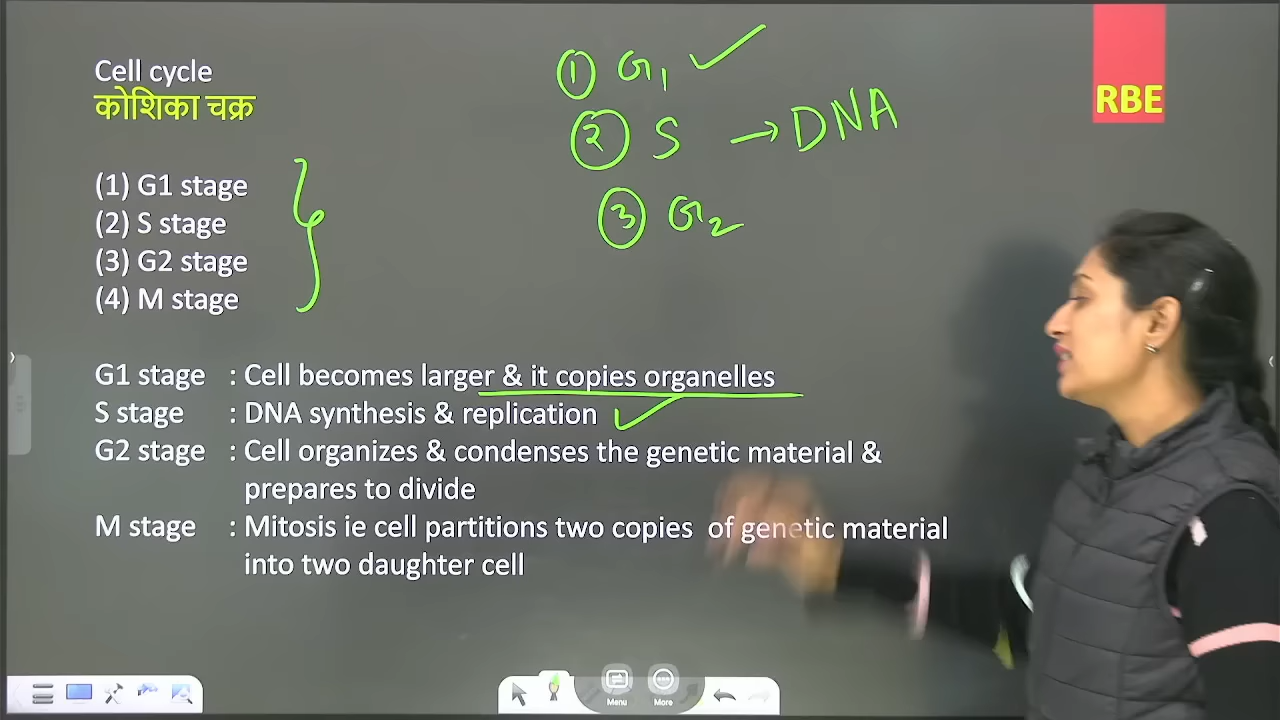 Cell cycle
कोशिका चक्र
① G₁ ✓
② S → DNA
③ G₂
RBE
(1) G1 stage
(2) S stage
(3) G2 stage
(4) M stage
G1 stage : Cell becomes larger & it copies organelles
S stage : DNA synthesis & replication ✓
G2 stage : Cell organizes & condenses the genetic material &
prepares to divide
M stage : Mitosis ie cell partitions two copies of genetic material
into two daughter cell
Menu
More